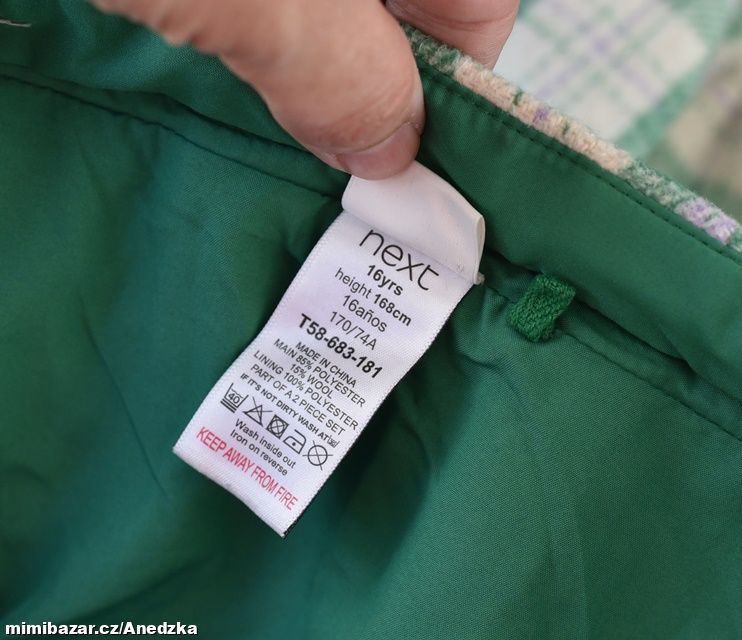 next
16yrs
height 168cm
16años
170/74A
T58-683-181
MADE IN CHINA
MAIN 85% POLYESTER
15% WOOL
LINING 100% POLYESTER
PART OF A 2 PIECE SET
IF IT'S NOT DIRTY WASH AT
40
Wash inside out
Iron on reverse
KEEP AWAY FROM FIRE
mimibazar.cz/Anedzka